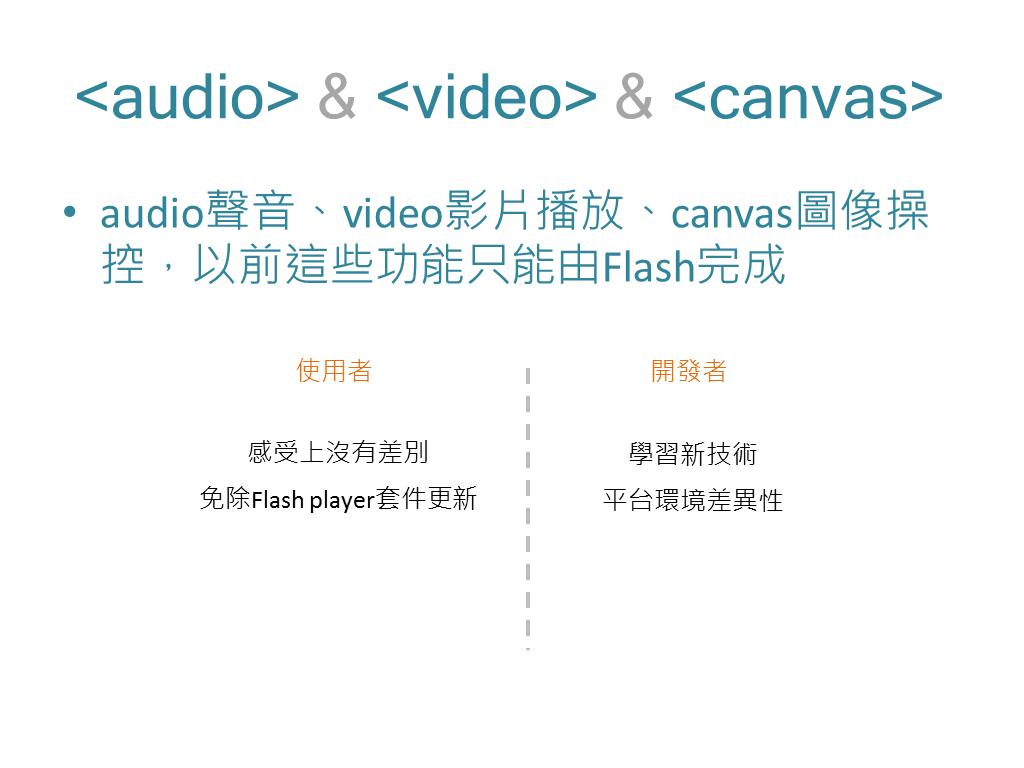 <audio> & <video> & <canvas>
• audio聲音、video影片播放、canvas圖像操
控，以前這些功能只能由Flash完成
使用者
感受上沒有差別
免除Flash player套件更新
開發者
學習新技術
平台環境差異性